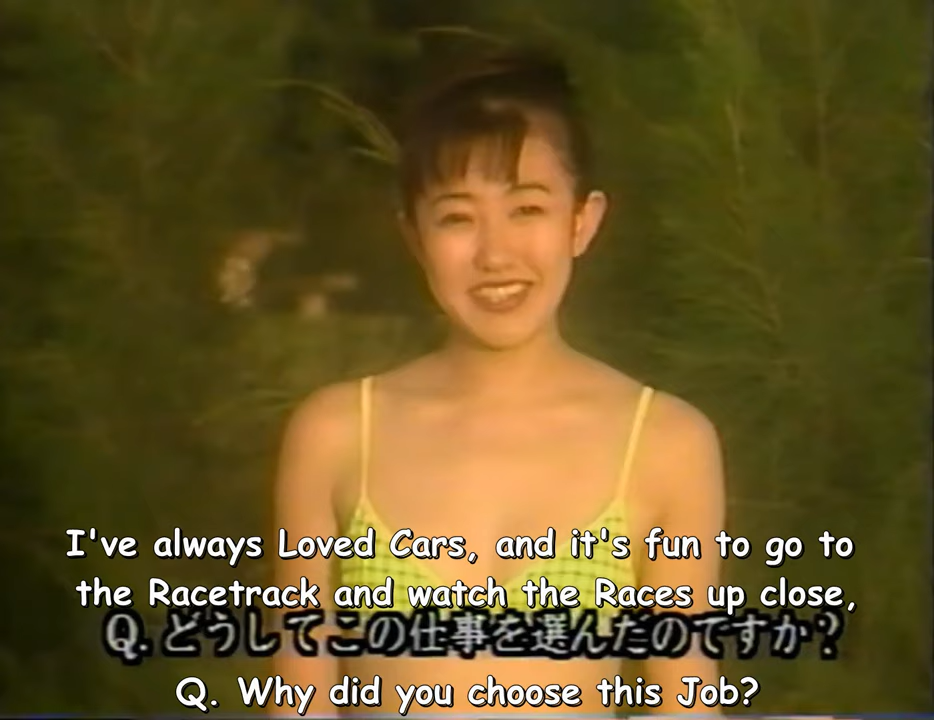 I've always Loved Cars, and it's fun to go to
the Racetrack and watch the Races up close,
Q.どうしてこの仕事を選んだのですか?
Q. Why did you choose this Job?